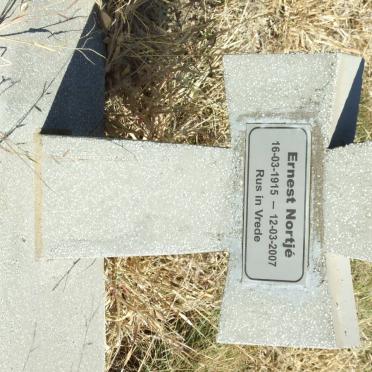 Ernest Nortjé
16-03-1915 — 12-03-2007
Rus in Vrede